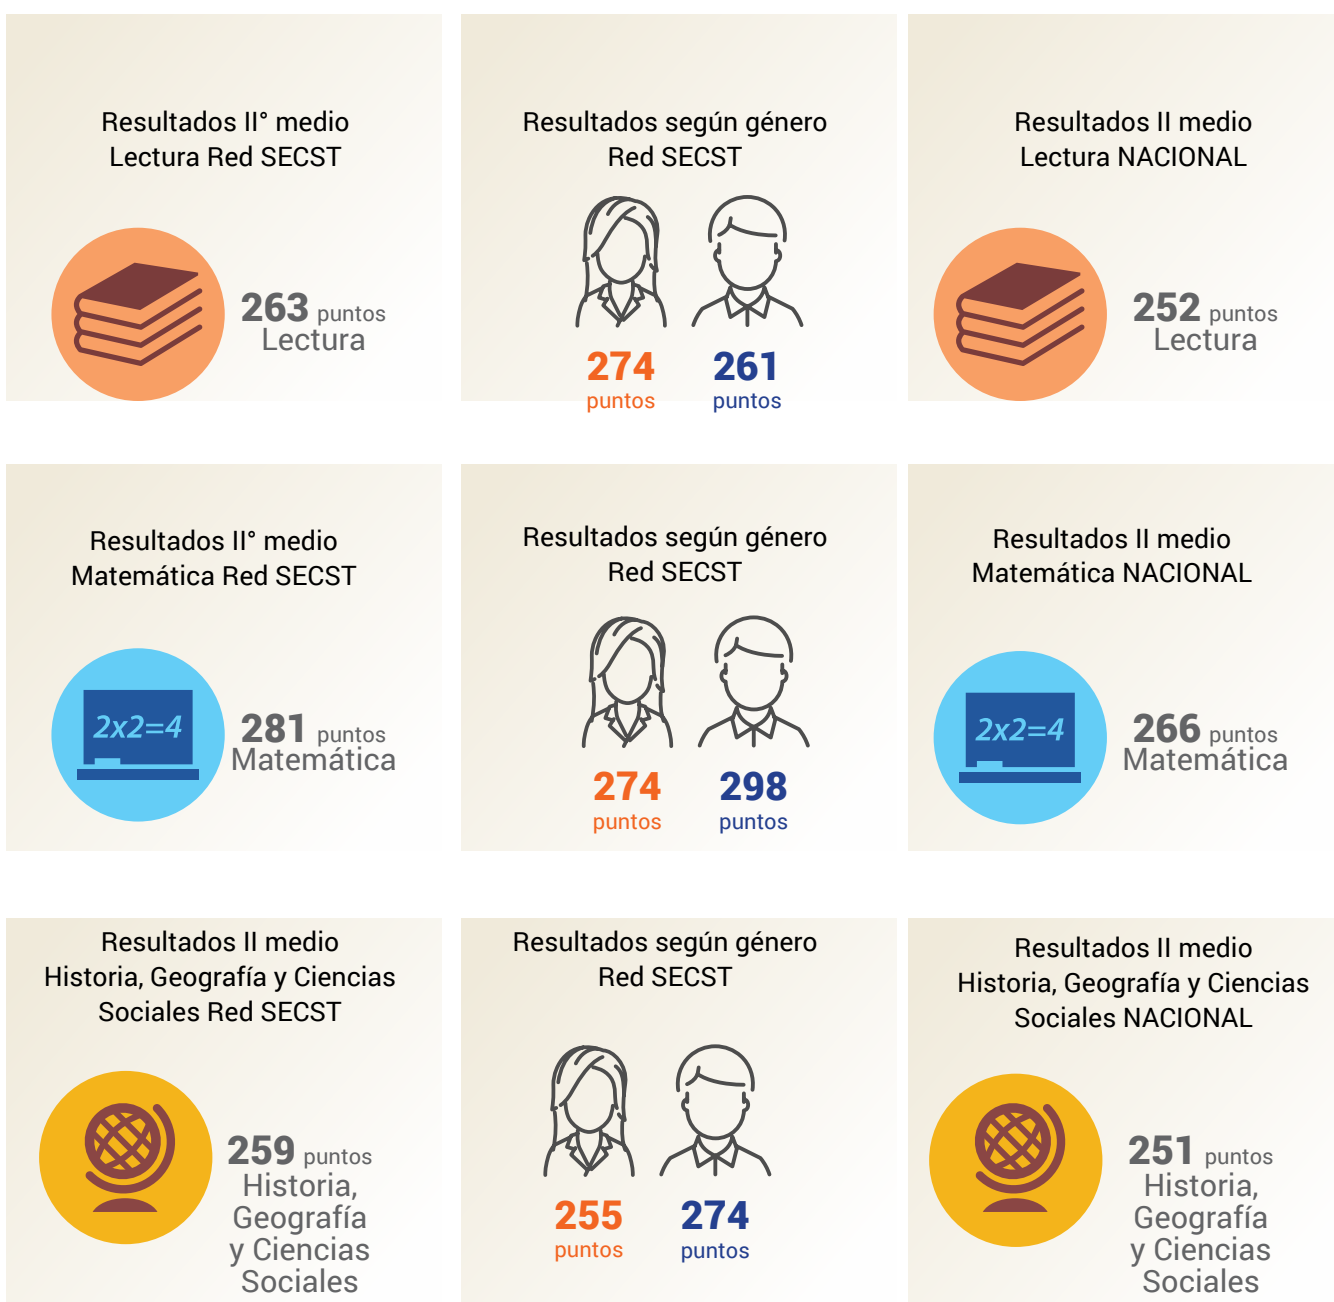 Resultados II° medio
Lectura Red SECST
263 puntos
Lectura
Resultados según género
Red SECST
274
puntos
261
puntos
Resultados II medio
Lectura NACIONAL
252 puntos
Lectura
Resultados II° medio
Matemática Red SECST
2x2=4
281 puntos
Matemática
Resultados según género
Red SECST
274
puntos
298
puntos
Resultados II medio
Matemática NACIONAL
2x2=4
266 puntos
Matemática
Resultados II medio
Historia, Geografía y Ciencias
Sociales Red SECST
259 puntos
Historia,
Geografía
y Ciencias
Sociales
Resultados según género
Red SECST
255
puntos
274
puntos
Resultados II medio
Historia, Geografía y Ciencias
Sociales NACIONAL
251 puntos
Historia,
Geografía
y Ciencias
Sociales